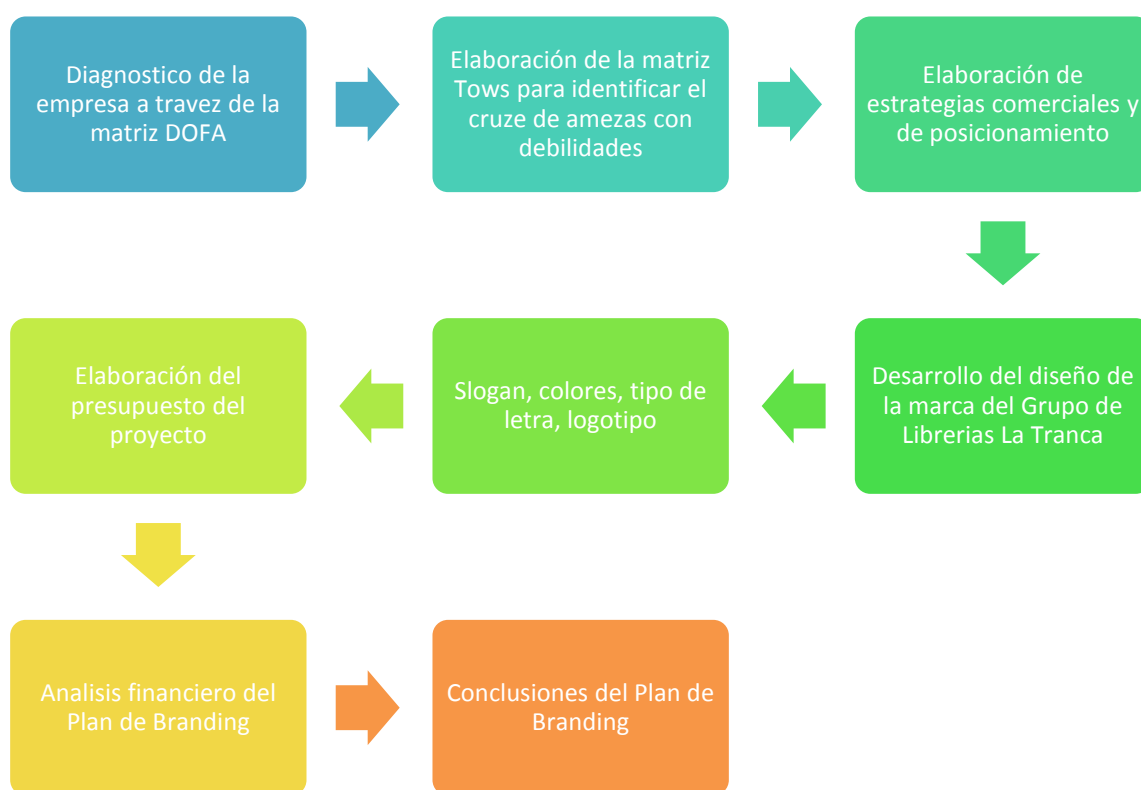 Diagnostico de la
empresa a travez de la
matriz DOFA
Elaboración de la matriz
Tows para identificar el
cruze de amezas con
debilidades
Elaboración de
estrategias comerciales y
de posicionamiento
Desarrollo del diseño de
la marca del Grupo de
Librerias La Tranca
Slogan, colores, tipo de
letra, logotipo
Elaboración del
presupuesto del
proyecto
Analisis financiero del
Plan de Branding
Conclusiones del Plan de
Branding